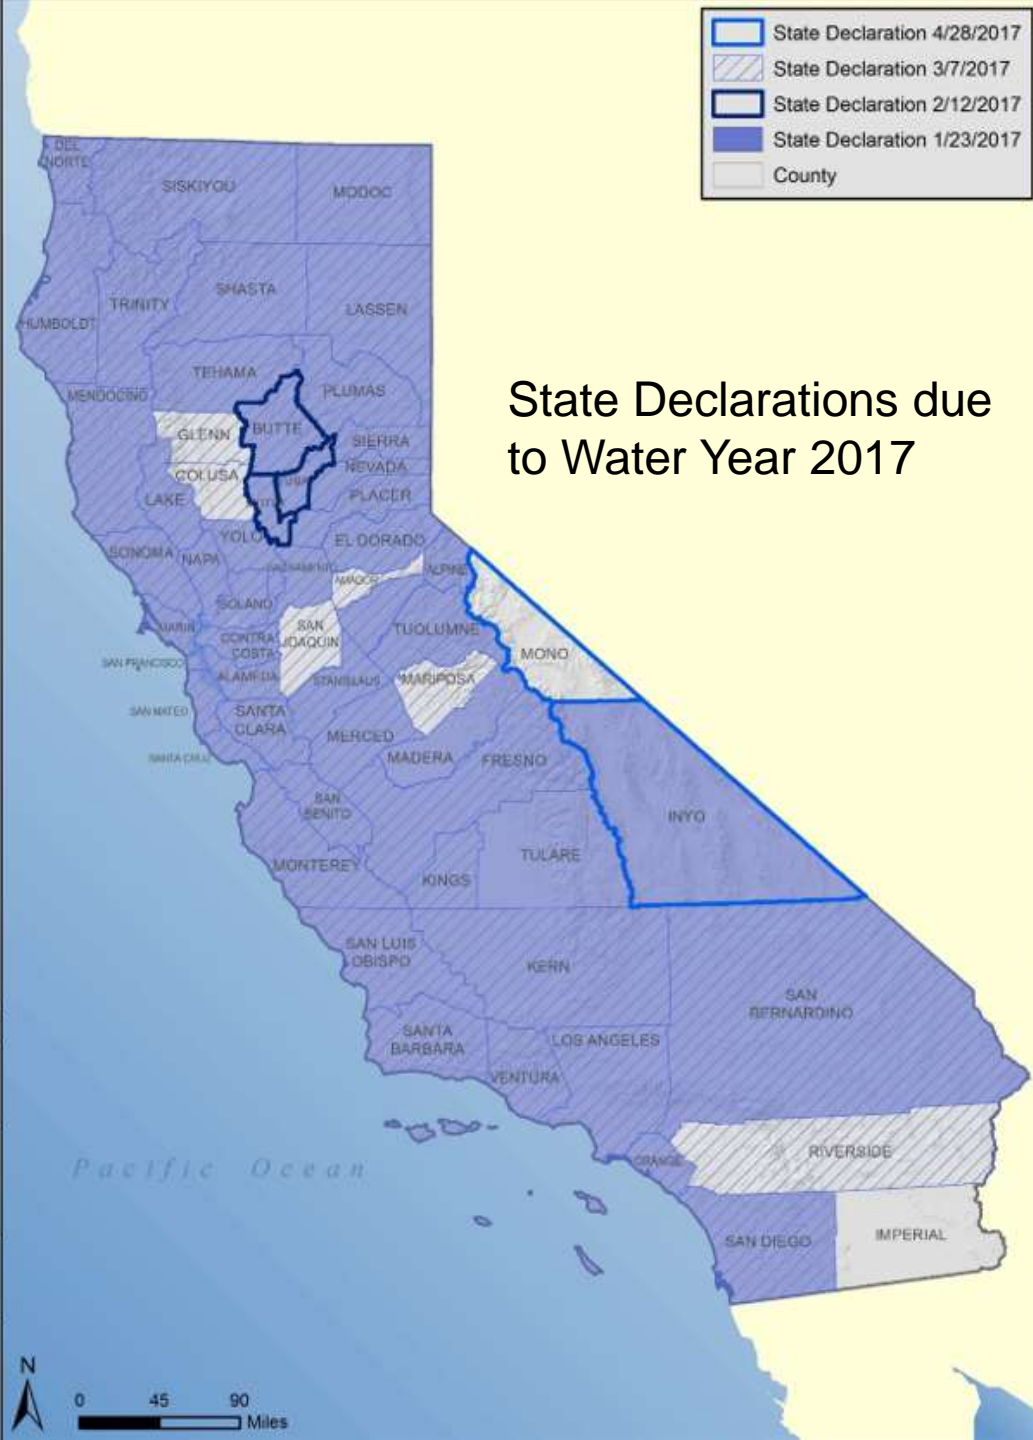 State Declaration 4/28/2017
State Declaration 3/7/2017
State Declaration 2/12/2017
State Declaration 1/23/2017
County
DEL
NORTE
SISKIYOU
MODOC
SHASTA
TRINITY
LASSEN
HUMBOLDT
TEHAMA
PLUMAS
MENDOCINO
State Declarations due
to Water Year 2017
BUTTE
GLENN
SIERRA
NEVADA
COLUSA
PLACER
LAKE
YOLO
EL DORADO
SONOMA
NAPA
SACRAMENTO
ALPINE
AMADOR
SOLANO
MARIN
SAN
JOAQUIN
TUOLUMNE
CONTRA
COSTA
MONO
SAN FRANCISCO
ALAMEDA
STANISLAUS
MARIPOSA
SAN MATEO
SANTA
CLARA
MERCED
SANTA CRUZ
MADERA
FRESNO
SAN
BENITO
INYO
TULARE
MONTEREY
KINGS
SAN LUIS
OBISPO
KERN
SAN
BERNARDINO
SANTA
BARBARA
LOS ANGELES
VENTURA
RIVERSIDE
ORANGE
Pacific Ocean
SAN DIEGO
IMPERIAL
N
0 45 90
Miles